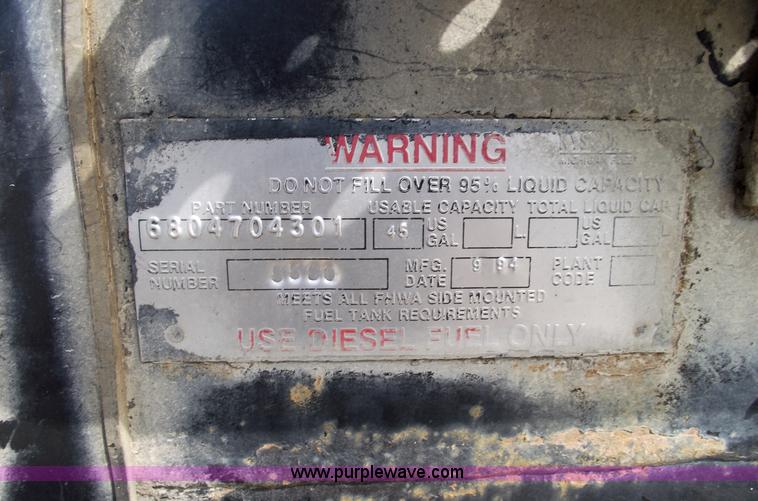 WARNING
DO NOT FILL OVER 95% LIQUID CAPACITY
PART NUMBER USABLE CAPACITY TOTAL LIQUID CAP
6804704301 45 US GAL L US GAL L
SERIAL NUMBER MFG. DATE 9 94 PLANT CODE
MEETS ALL FHWA SIDE MOUNTED
FUEL TANK REQUIREMENTS
USE DIESEL FUEL ONLY
www.purplewave.com